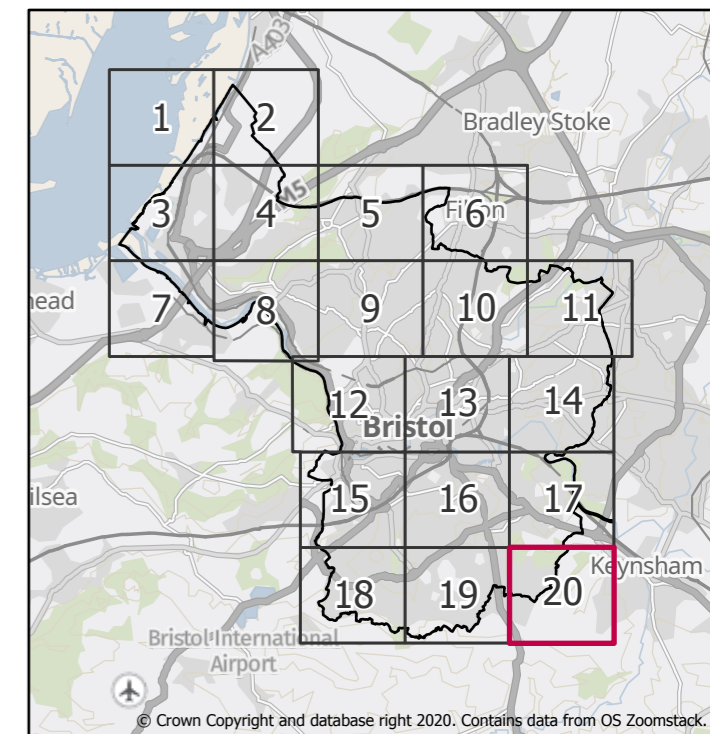 A403
1
2
Bradley Stoke
M5
3
4
5
Filton
6
head
7
8
9
10
11
12
13
14
Bristol
ilsea
15
16
17
Keynsham
18
19
20
Bristol International
Airport
© Crown Copyright and database right 2020. Contains data from OS Zoomstack.